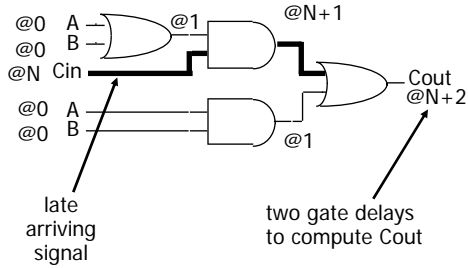 @0 A
@0 B
@1
@N+1
@N Cin
Cout
@N+2
@0 A
@0 B
@1
late
arriving
signal
two gate delays
to compute Cout